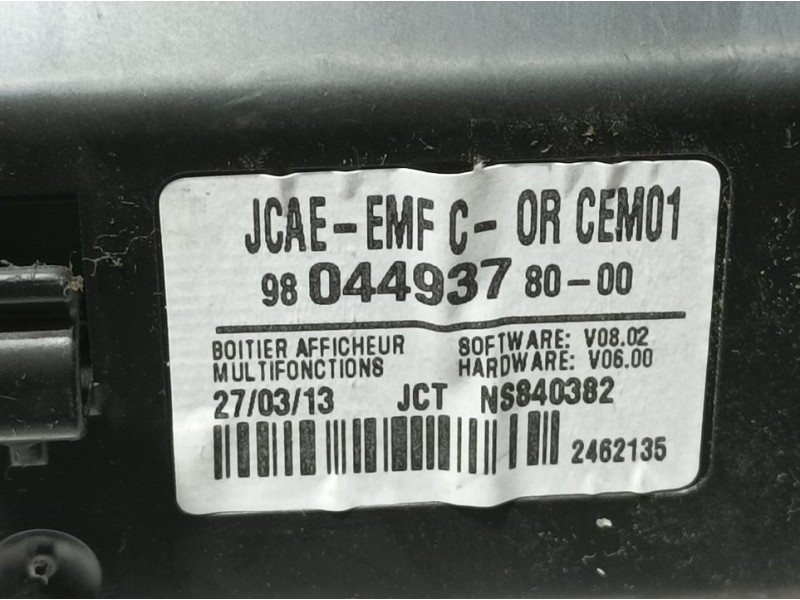 JCAE-EMF C- OR CEM01
98 044937 80-00
BOITIER AFFICHEUR SOFTWARE: V08.02
MULTIFONCTIONS HARDWARE: V06.00
27/03/13 JCT NS840382
2462135